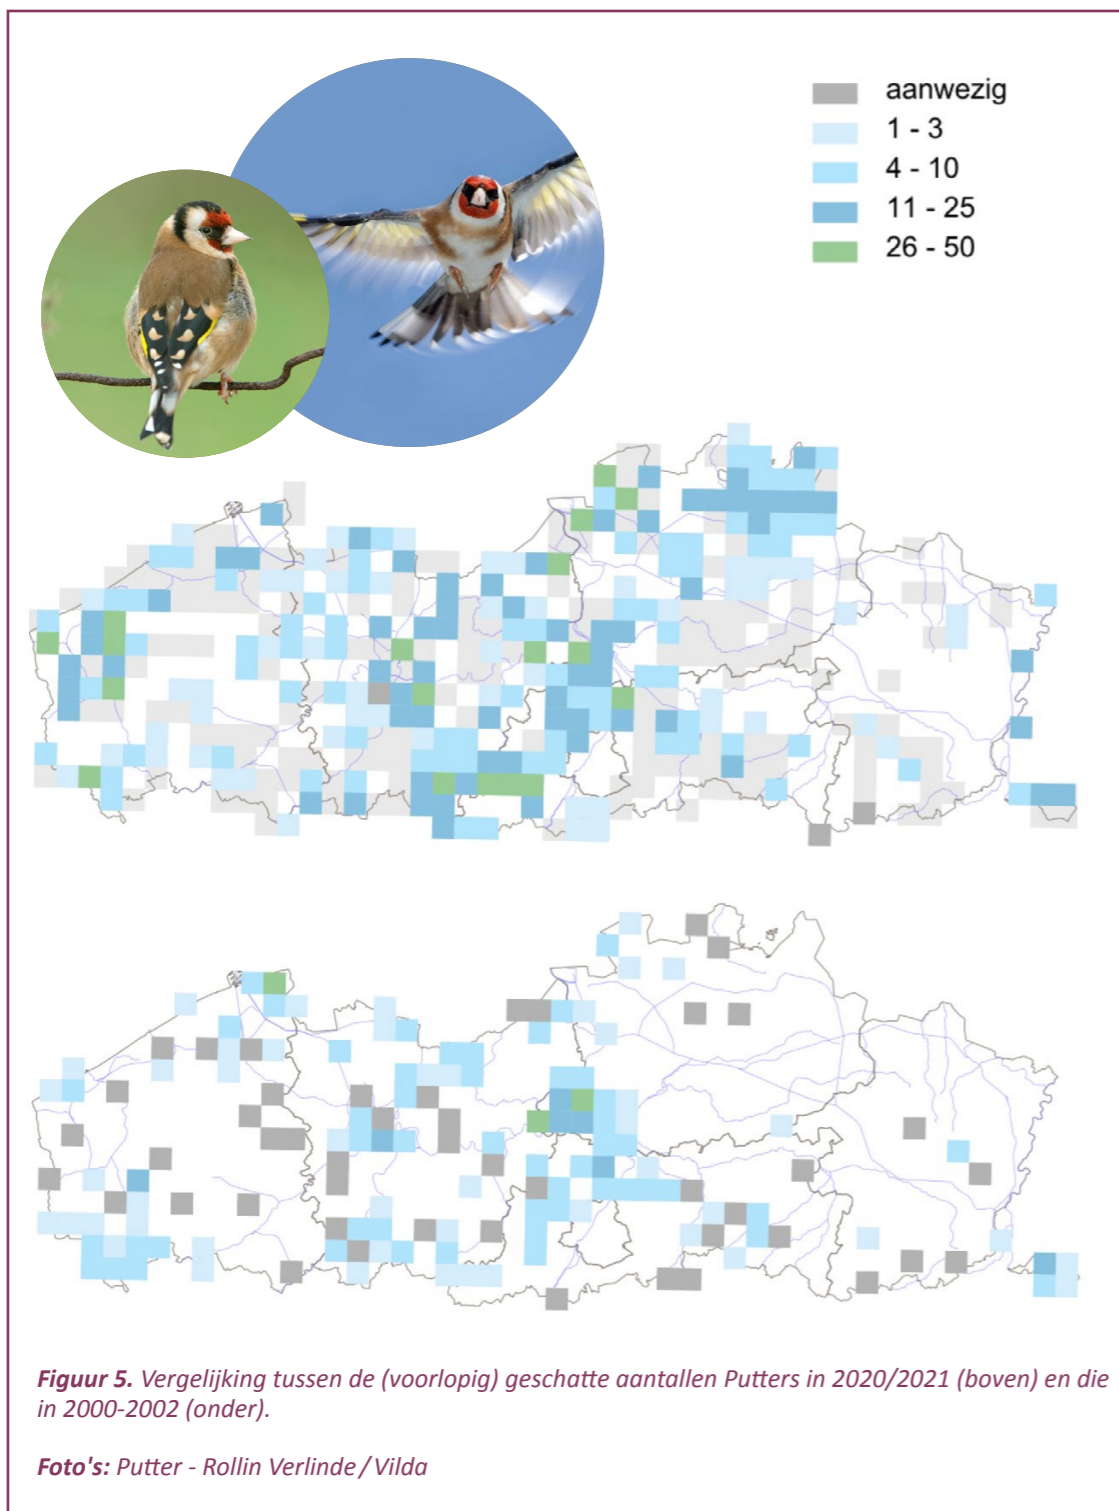 aanwezig
1 - 3
4 - 10
11 - 25
26 - 50
Figuur 5. Vergelijking tussen de (voorlopig) geschatte aantallen Putters in 2020/2021 (boven) en die
in 2000-2002 (onder).
Foto's: Putter - Rollin Verlinde / Vilda